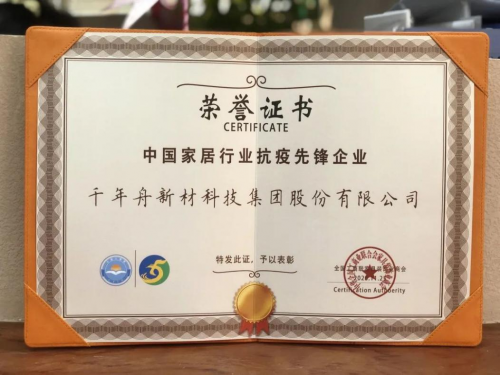 荣誉证书
CERTIFICATE
中国家居行业抗疫先锋企业
千年舟新材科技集团股份有限公司
特发此证，予以表彰
Certification Authority